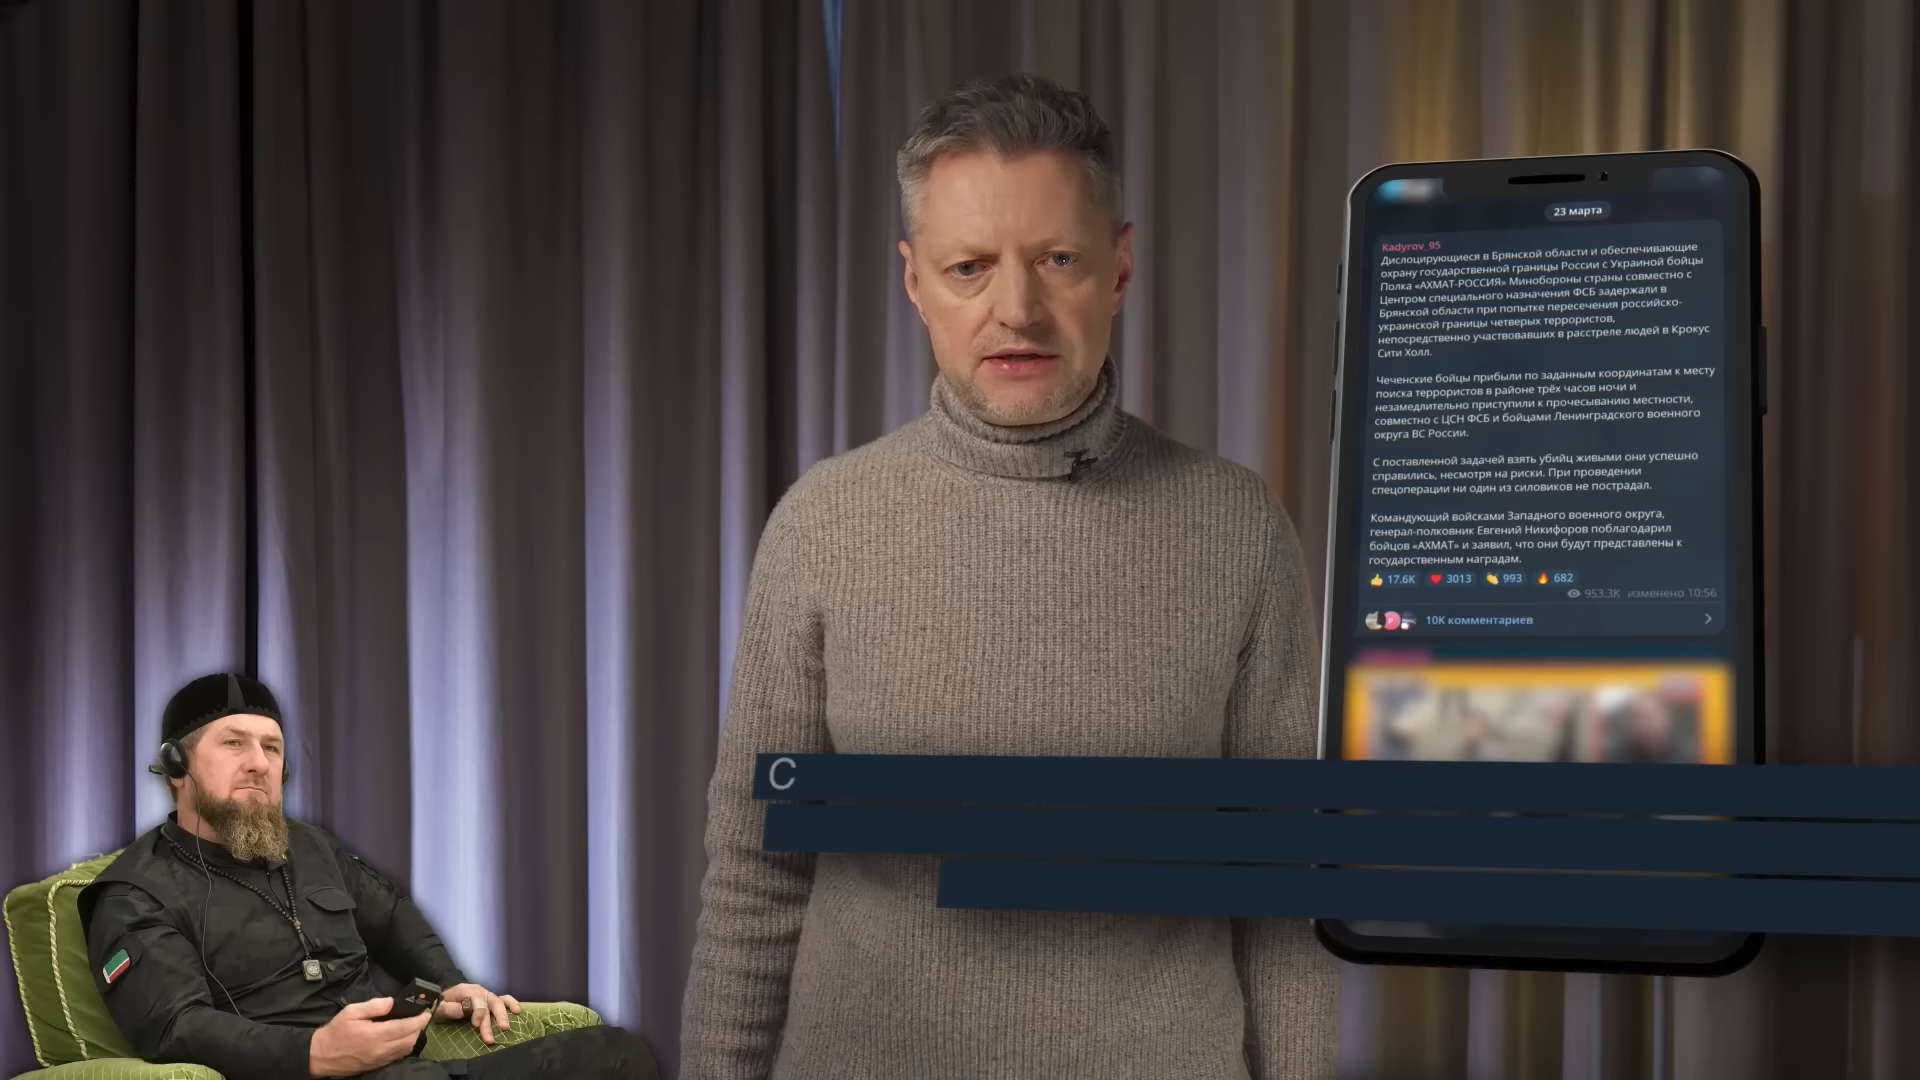 23 марта
Kadyrov_95
Дислоцирующиеся в Брянской области и обеспечивающие
охрану государственной границы России с Украиной бойцы
Полка «АХМАТ-РОССИЯ» Минобороны страны совместно с
Центром специального назначения ФСБ задержали в
Брянской области при попытке пересечения российско-
украинской границы четверых террористов,
непосредственно участвовавших в расстреле людей в Крокус
Сити Холл.
Чеченские бойцы прибыли по заданным координатам к месту
поиска террористов в районе трёх часов ночи и
незамедлительно приступили к прочесыванию местности,
совместно с ЦСН ФСБ и бойцами Ленинградского военного
округа ВС России.
С поставленной задачей взять убийц живыми они успешно
справились, несмотря на риски. При проведении
спецоперации ни один из силовиков не пострадал.
Командующий войсками Западного военного округа,
генерал-полковник Евгений Никифоров поблагодарил
бойцов «АХМАТ» и заявил, что они будут представлены к
государственным наградам.
👍 17.6K ❤ 3013 👏 993 🔥 682
953.3K изменено 10:56
10K комментариев
С